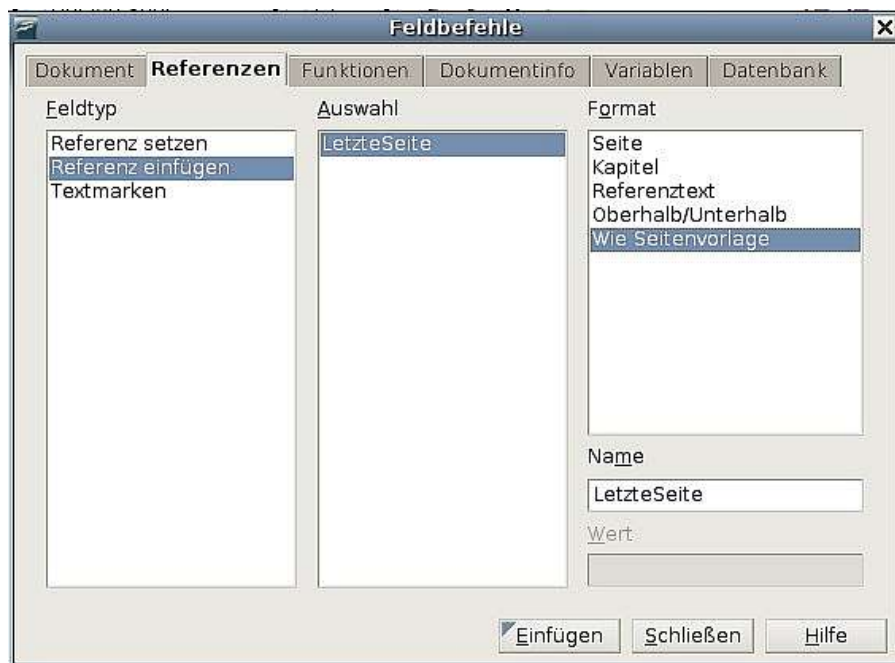 Feldbefehle
Dokument Referenzen Funktionen Dokumentinfo Variablen Datenbank
Feldtyp
Referenz setzen
Referenz einfügen
Textmarken
Auswahl
LetzteSeite
Format
Seite
Kapitel
Referenztext
Oberhalb/Unterhalb
Wie Seitenvorlage
Name
LetzteSeite
Wert
Einfügen Schließen Hilfe